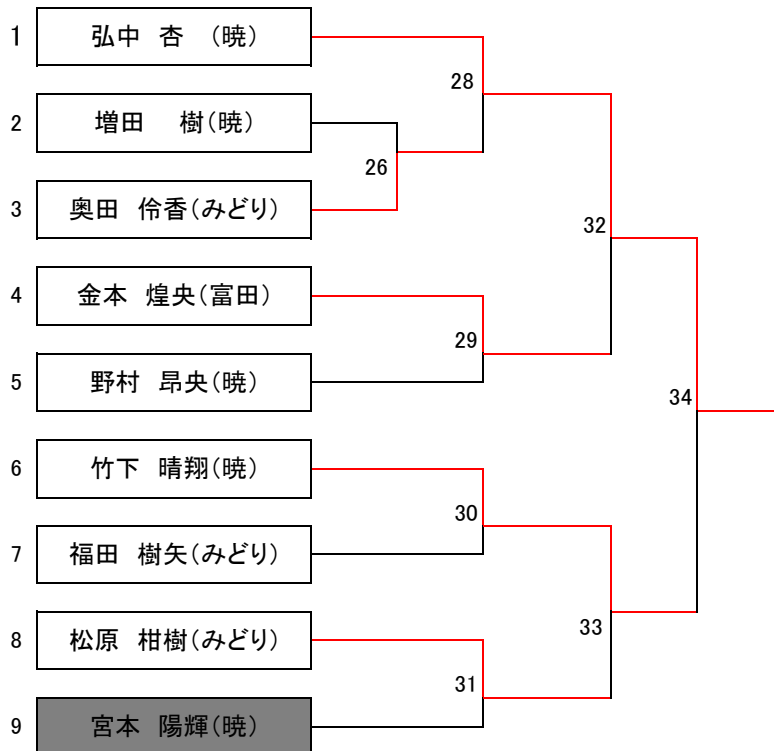 1 弘中 杏 (暁)
28
2 増田 樹(暁)
26
3 奥田 伶香(みどり)
32
4 金本 煌央(富田)
29
5 野村 昂央(暁)
34
6 竹下 晴翔(暁)
30
7 福田 樹矢(みどり)
33
8 松原 柑樹(みどり)
31
9 宮本 陽輝(暁)